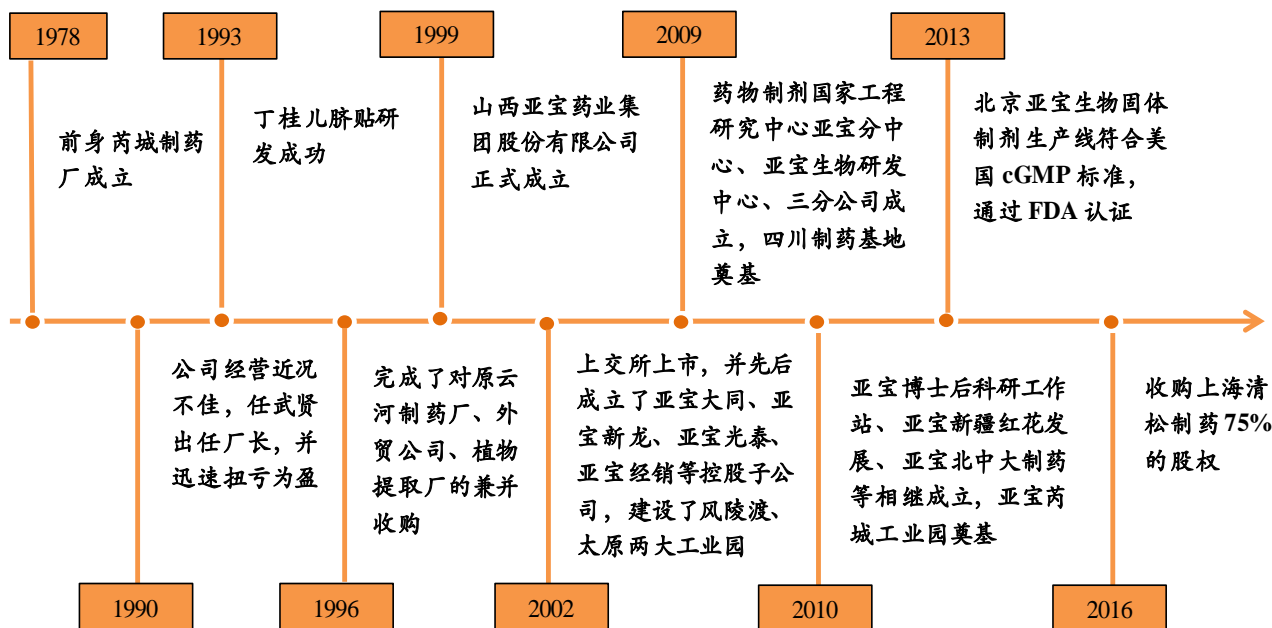 1978
1993
1999
2009
2013
前身芮城制药
厂成立
丁桂儿脐贴研
发成功
山西亚宝药业集
团股份有限公司
正式成立
药物制剂国家工程
研究中心亚宝分中
心、亚宝生物研发
中心、三分公司成
立，四川制药基地
奠基
北京亚宝生物固体
制剂生产线符合美
国 cGMP 标准，
通过 FDA 认证
公司经营近况
不佳，任武贤
出任厂长，并
迅速扭亏为盈
完成了对原云
河制药厂、外
贸公司、植物
提取厂的兼并
收购
上交所上市，并先后
成立了亚宝大同、亚
宝新龙、亚宝光泰、
亚宝经销等控股子公
司，建设了风陵渡、
太原两大工业园
亚宝博士后科研工作
站、亚宝新疆红花发
展、亚宝北中大制药
等相继成立，亚宝芮
城工业园奠基
收购上海清
松制药 75%
的股权
1990
1996
2002
2010
2016